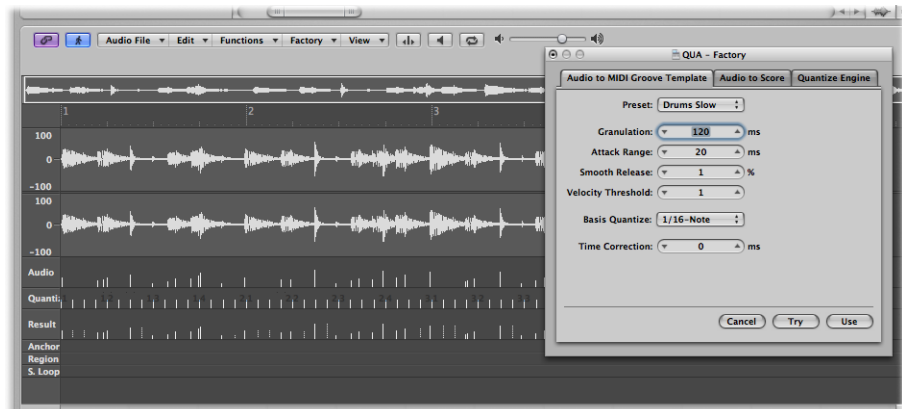 Audio File Edit Functions Factory View
QUA – Factory
Audio to MIDI Groove Template Audio to Score Quantize Engine
Preset: Drums Slow
Granulation: 120 ms
Attack Range: 20 ms
Smooth Release: 1 %
Velocity Threshold: 1
Basis Quantize: 1/16-Note
Time Correction: 0 ms
Cancel Try Use
1 2 3
100
0
-100
100
0
-100
Audio
Quanti:
Result
Anchor
Region
S. Loop